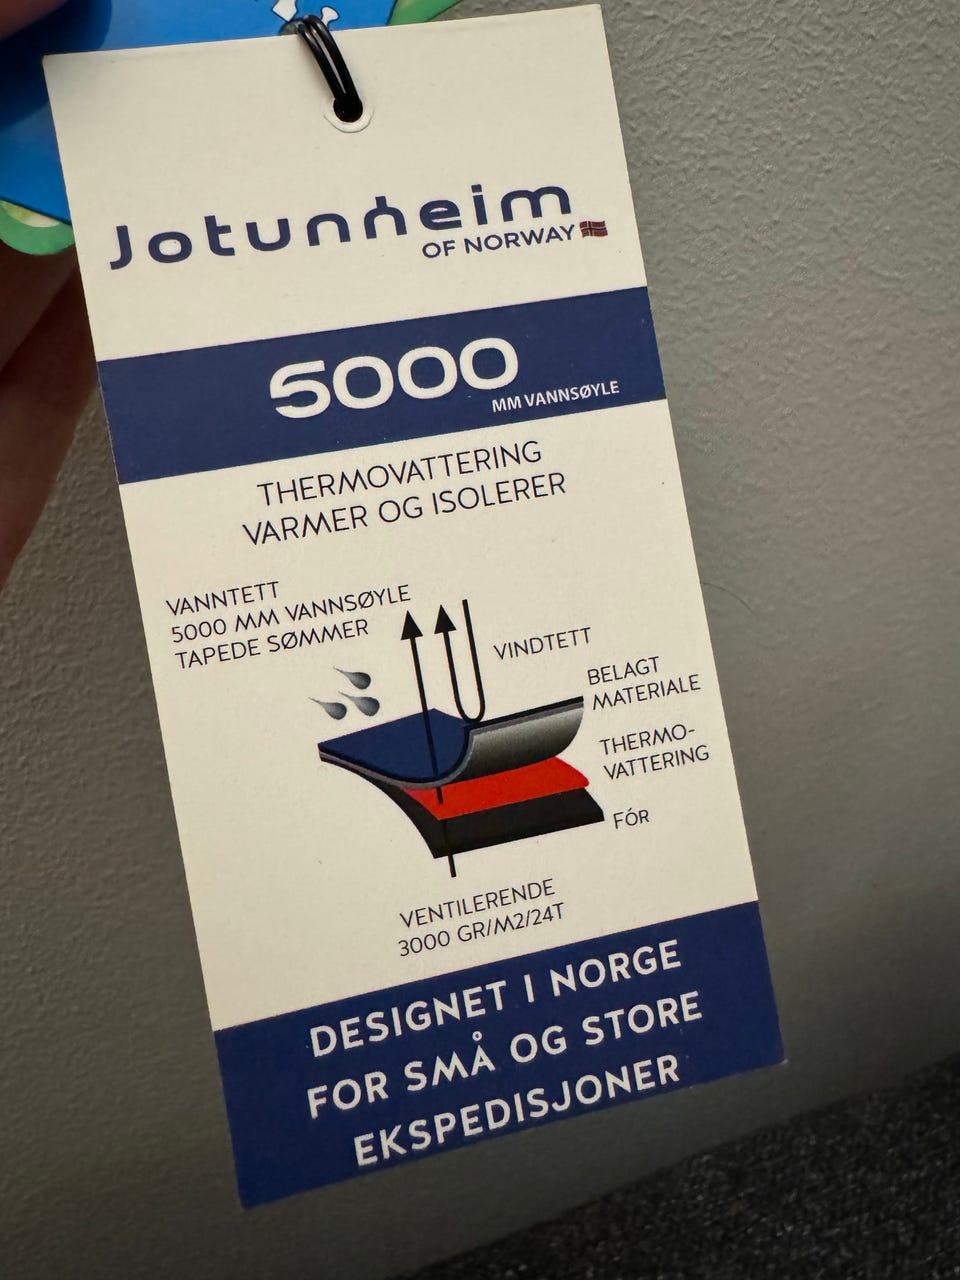 Jotunheim
OF NORWAY
5000
MM VANNSØYLE
THERMOVATTERING
VARMER OG ISOLERER
VANNTETT
5000 MM VANNSØYLE
TAPEDE SØMMER
VINDTETT
BELAGT
MATERIALE
THERMO-
VATTERING
FÓR
VENTILERENDE
3000 GR/M2/24T
DESIGNET I NORGE
FOR SMÅ OG STORE
EKSPEDISJONER